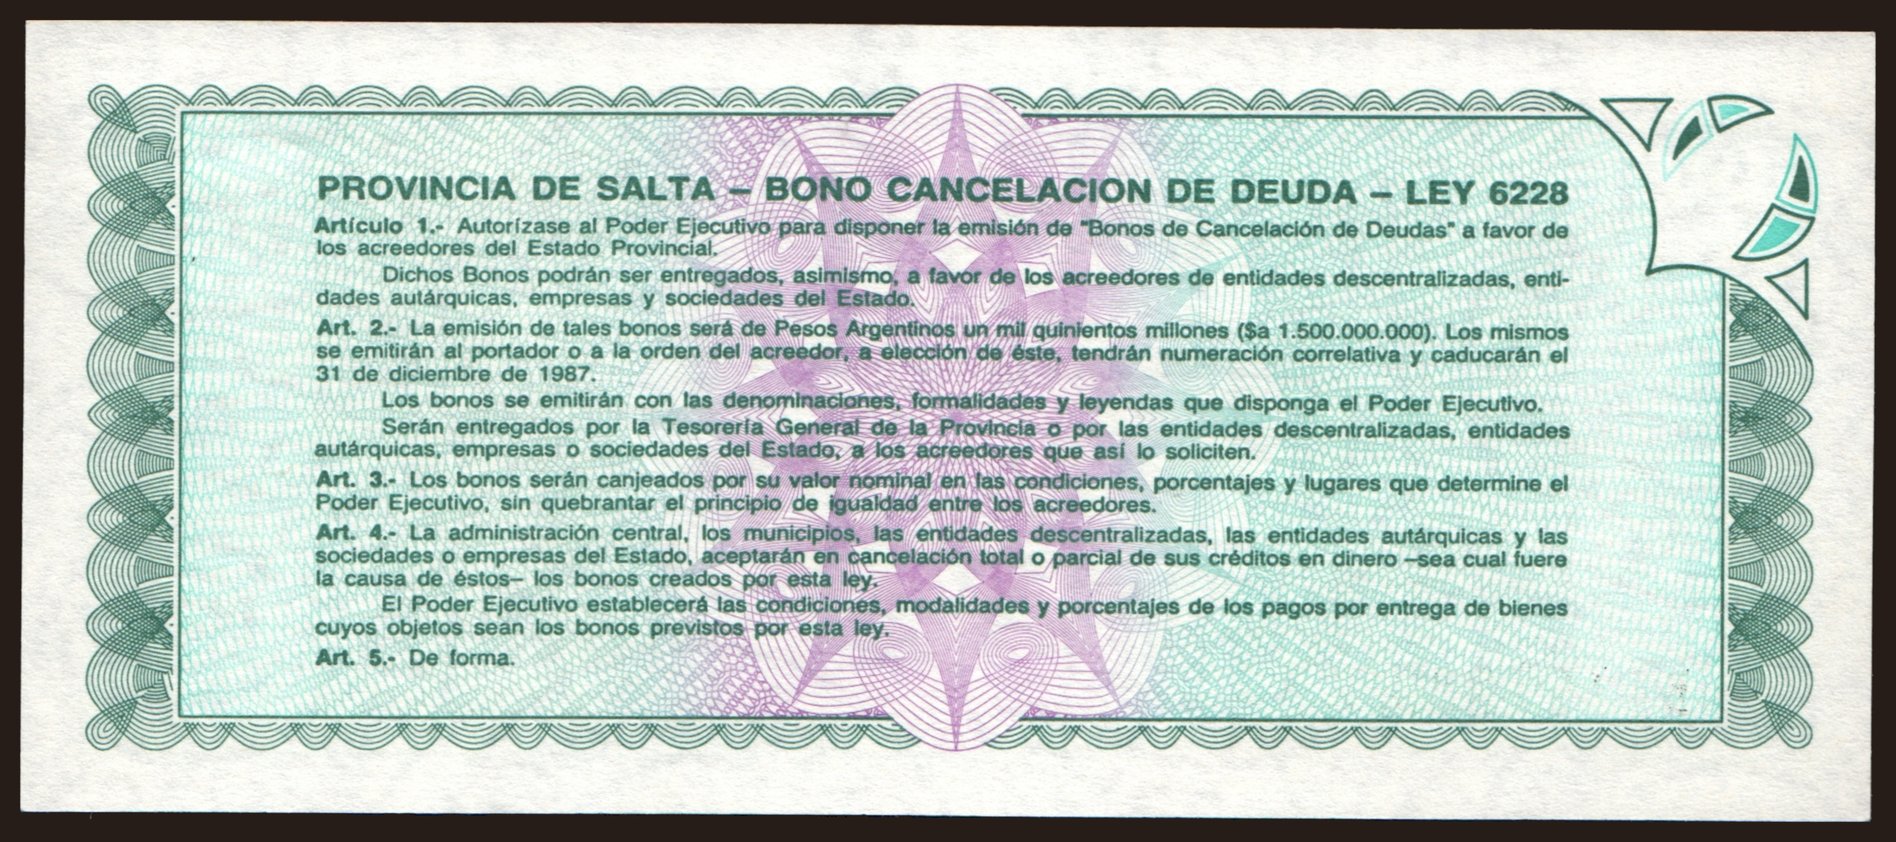 PROVINCIA DE SALTA – BONO CANCELACION DE DEUDA – LEY 6228
Artículo 1.- Autorízase al Poder Ejecutivo para disponer la emisión de "Bonos de Cancelación de Deudas" a favor de
los acreedores del Estado Provincial.
Dichos Bonos podrán ser entregados, asimismo, a favor de los acreedores de entidades descentralizadas, enti-
dades autárquicas, empresas y sociedades del Estado.
Art. 2.- La emisión de tales bonos será de Pesos Argentinos un mil quinientos millones ($a 1.500.000.000). Los mismos
se emitirán al portador o a la orden del acreedor, a elección de éste, tendrán numeración correlativa y caducarán el
31 de diciembre de 1987.
Los bonos se emitirán con las denominaciones, formalidades y leyendas que disponga el Poder Ejecutivo.
Serán entregados por la Tesorería General de la Provincia o por las entidades descentralizadas, entidades
autárquicas, empresas o sociedades del Estado, a los acreedores que así lo soliciten.
Art. 3.- Los bonos serán canjeados por su valor nominal en las condiciones, porcentajes y lugares que determine el
Poder Ejecutivo, sin quebrantar el principio de igualdad entre los acreedores.
Art. 4.- La administración central, los municipios, las entidades descentralizadas, las entidades autárquicas y las
sociedades o empresas del Estado, aceptarán en cancelación total o parcial de sus créditos en dinero –sea cual fuere
la causa de éstos– los bonos creados por esta ley.
El Poder Ejecutivo establecerá las condiciones, modalidades y porcentajes de los pagos por entrega de bienes
cuyos objetos sean los bonos previstos por esta ley.
Art. 5.- De forma.